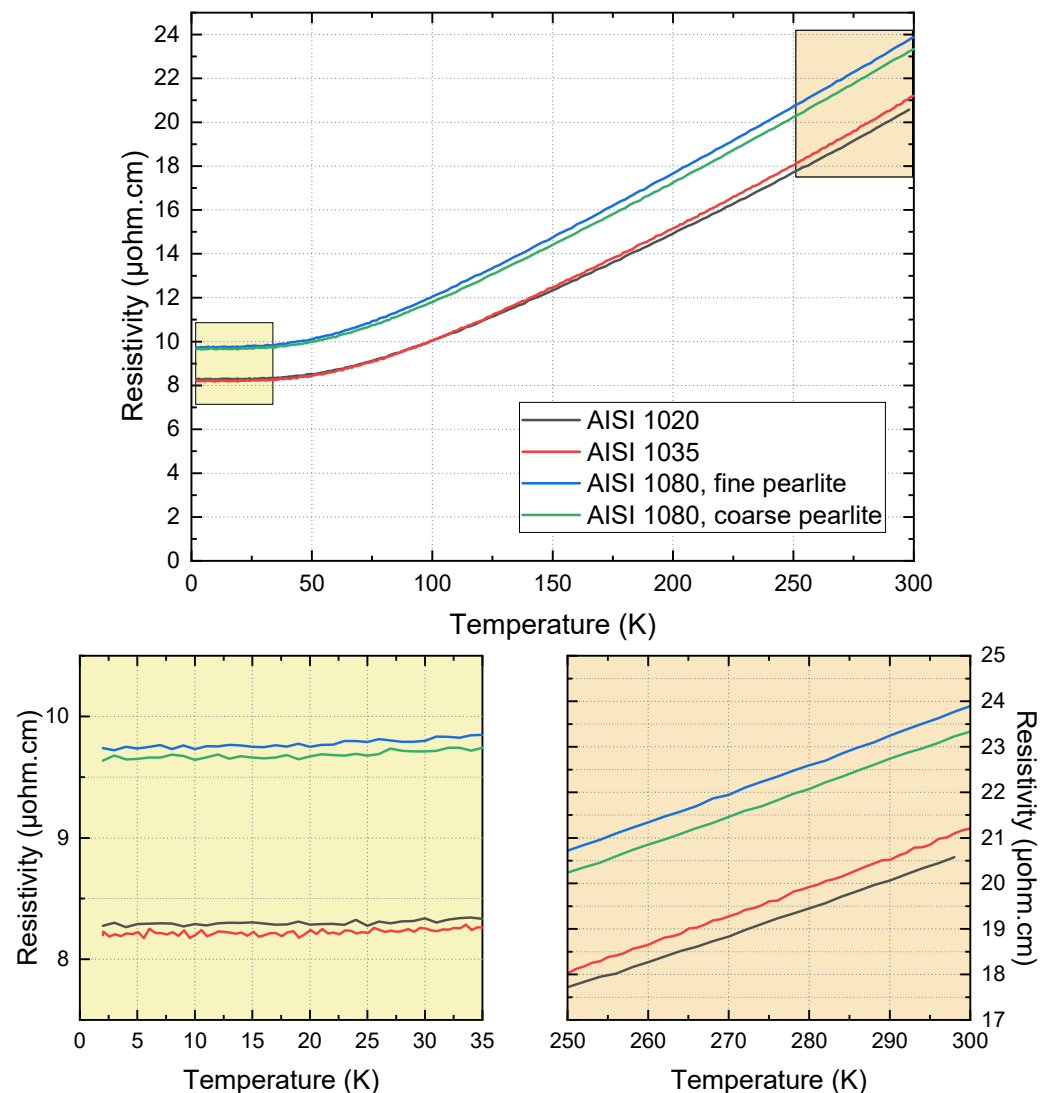 24
22
20
18
16
14
12
10
8
6
4
2
0
Resistivity (µohm.cm)
AISI 1020
AISI 1035
AISI 1080, fine pearlite
AISI 1080, coarse pearlite
0 50 100 150 200 250 300
Temperature (K)
10
9
8
Resistivity (µohm.cm)
0 5 10 15 20 25 30 35
Temperature (K)
25
24
23
22
21
20
19
18
17
Resistivity (µohm.cm)
250 260 270 280 290 300
Temperature (K)